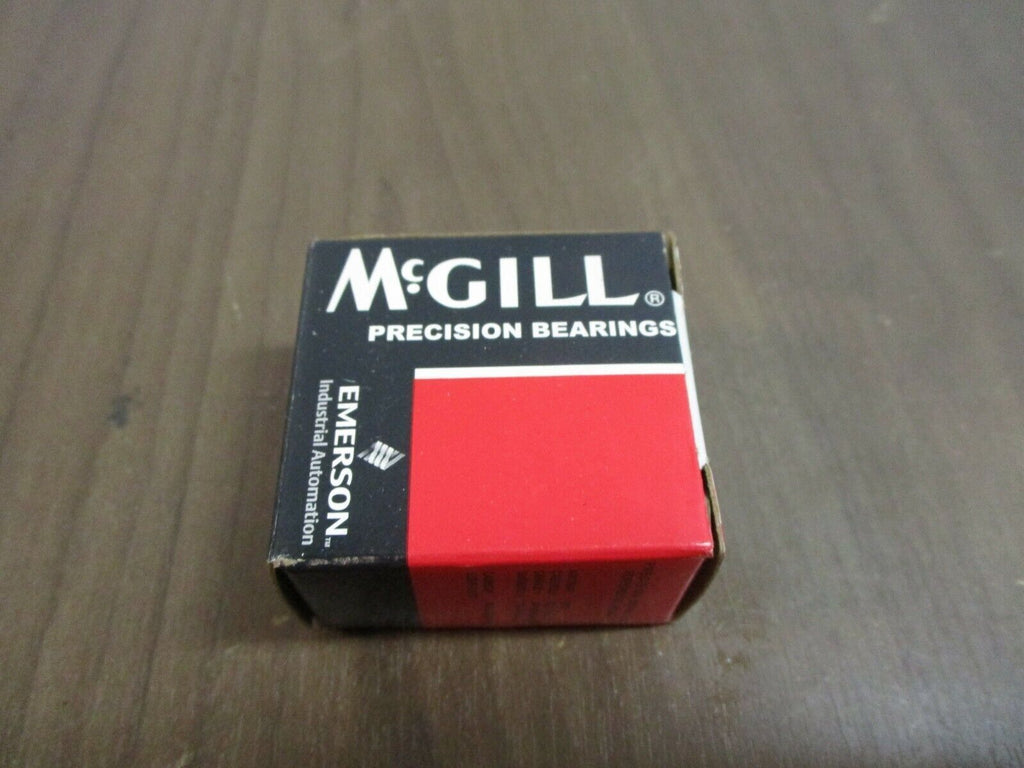 McGILL®
PRECISION BEARINGS
EMERSON™
Industrial Automation